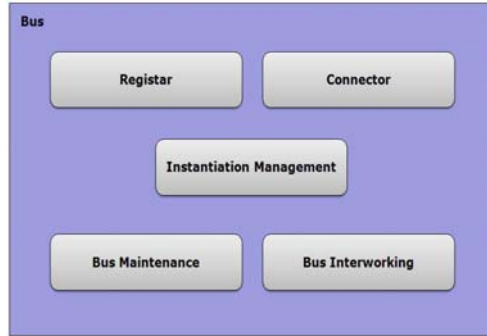 Bus
Registar
Connector
Instantiation Management
Bus Maintenance
Bus Interworking